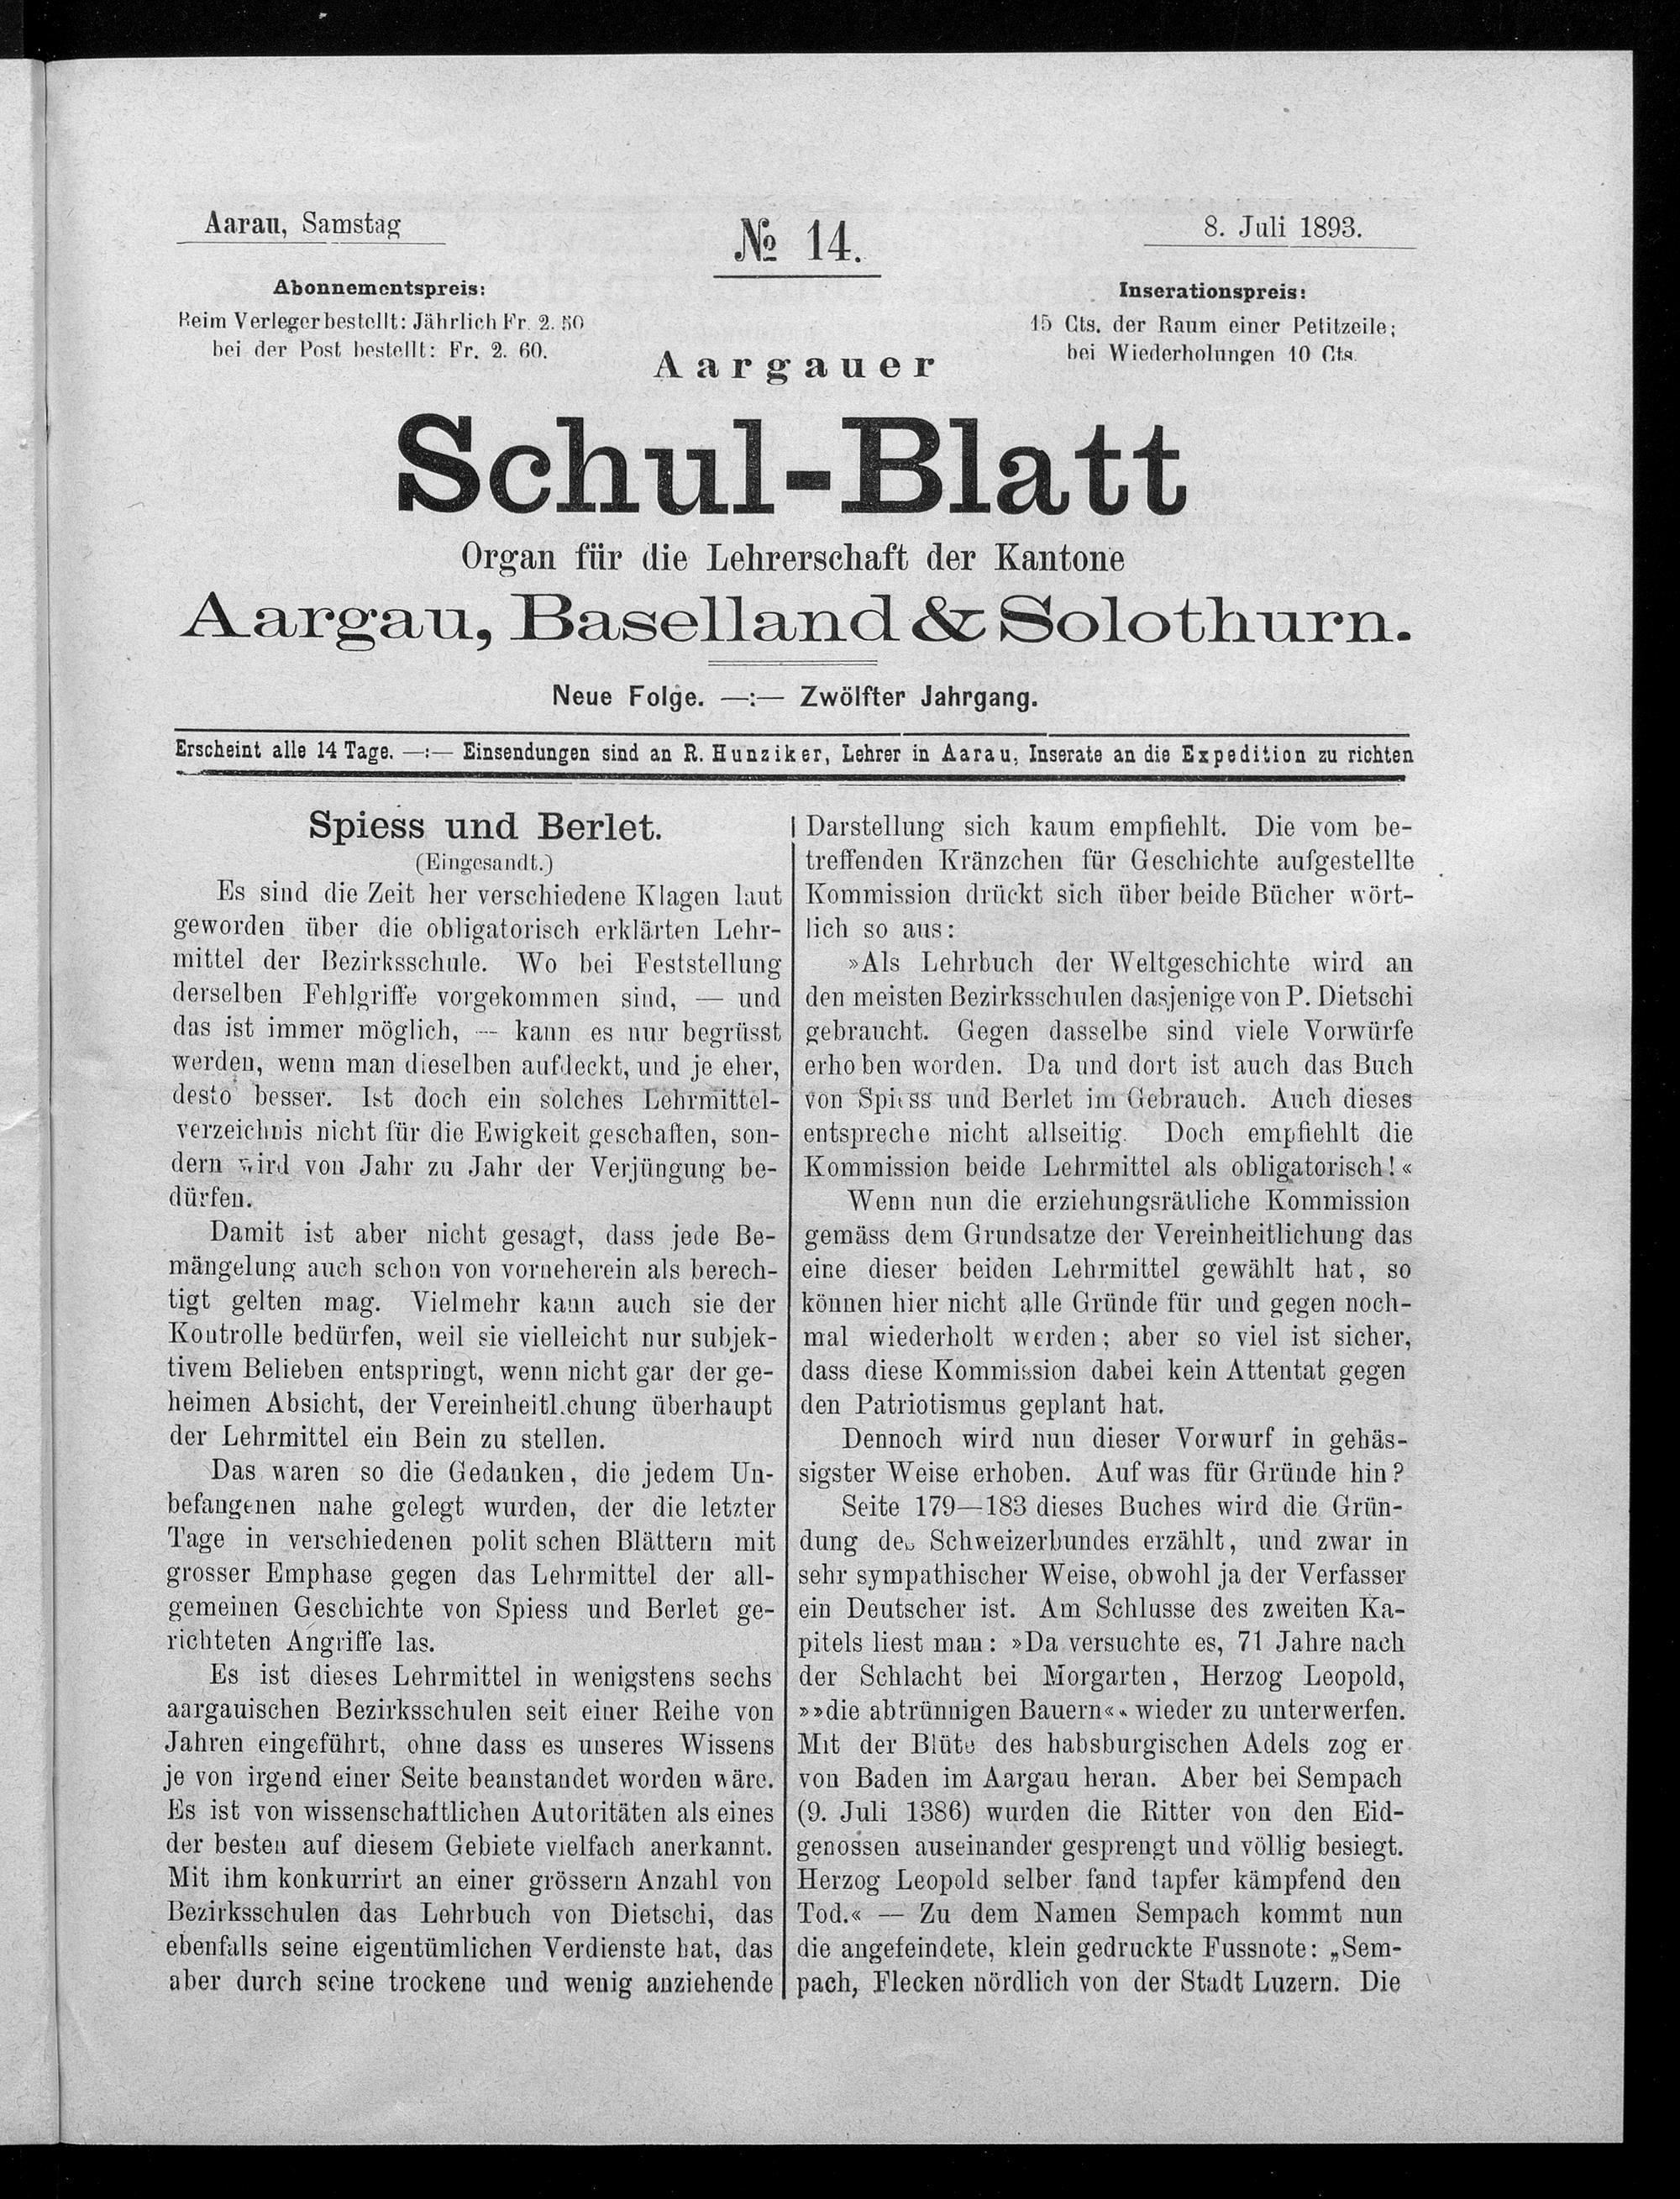 Aarau, Samstag
№ 14.
8. Juli 1893.
Abonnementspreis:
Beim Verleger bestellt: Jährlich Fr. 2. 50
bei der Post bestellt: Fr. 2. 60.
Inserationspreis:
15 Cts. der Raum einer Petitzeile;
bei Wiederholungen 10 Cts.
Aargauer
Schul-Blatt
Organ für die Lehrerschaft der Kantone
Aargau, Baselland & Solothurn.
Neue Folge. —:— Zwölfter Jahrgang.
Erscheint alle 14 Tage. —:— Einsendungen sind an R. Hunziker, Lehrer in Aarau, Inserate an die Expedition zu richten
Spiess und Berlet.
(Eingesandt.)
Es sind die Zeit her verschiedene Klagen laut
geworden über die obligatorisch erklärten Lehr-
mittel der Bezirksschule. Wo bei Feststellung
derselben Fehlgriffe vorgekommen sind, — und
das ist immer möglich, — kann es nur begrüsst
werden, wenn man dieselben aufdeckt, und je eher,
desto besser. Ist doch ein solches Lehrmittel-
verzeichnis nicht für die Ewigkeit geschaffen, son-
dern wird von Jahr zu Jahr der Verjüngung be-
dürfen.
Damit ist aber nicht gesagt, dass jede Be-
mängelung auch schon von vorneherein als berech-
tigt gelten mag. Vielmehr kann auch sie der
Kontrolle bedürfen, weil sie vielleicht nur subjek-
tivem Belieben entspringt, wenn nicht gar der ge-
heimen Absicht, der Vereinheitl.chung überhaupt
der Lehrmittel ein Bein zu stellen.
Das waren so die Gedanken, die jedem Un-
befangenen nahe gelegt wurden, der die letzter
Tage in verschiedenen polit schen Blättern mit
grosser Emphase gegen das Lehrmittel der all-
gemeinen Geschichte von Spiess und Berlet ge-
richteten Angriffe las.
Es ist dieses Lehrmittel in wenigstens sechs
aargauischen Bezirksschulen seit einer Reihe von
Jahren eingeführt, ohne dass es unseres Wissens
je von irgend einer Seite beanstandet worden wäre.
Es ist von wissenschaftlichen Autoritäten als eines
der besten auf diesem Gebiete vielfach anerkannt.
Mit ihm konkurrirt an einer grössern Anzahl von
Bezirksschulen das Lehrbuch von Dietschi, das
ebenfalls seine eigentümlichen Verdienste hat, das
aber durch seine trockene und wenig anziehende
Darstellung sich kaum empfiehlt. Die vom be-
treffenden Kränzchen für Geschichte aufgestellte
Kommission drückt sich über beide Bücher wört-
lich so aus:
»Als Lehrbuch der Weltgeschichte wird an
den meisten Bezirksschulen dasjenige von P. Dietschi
gebraucht. Gegen dasselbe sind viele Vorwürfe
erhoben worden. Da und dort ist auch das Buch
von Spiess und Berlet im Gebrauch. Auch dieses
entspreche nicht allseitig. Doch empfiehlt die
Kommission beide Lehrmittel als obligatorisch!«
Wenn nun die erziehungsrätliche Kommission
gemäss dem Grundsatze der Vereinheitlichung das
eine dieser beiden Lehrmittel gewählt hat, so
können hier nicht alle Gründe für und gegen noch-
mal wiederholt werden; aber so viel ist sicher,
dass diese Kommission dabei kein Attentat gegen
den Patriotismus geplant hat.
Dennoch wird nun dieser Vorwurf in gehäs-
sigster Weise erhoben. Auf was für Gründe hin?
Seite 179—183 dieses Buches wird die Grün-
dung des Schweizerbundes erzählt, und zwar in
sehr sympathischer Weise, obwohl ja der Verfasser
ein Deutscher ist. Am Schlusse des zweiten Ka-
pitels liest man: »Da versuchte es, 71 Jahre nach
der Schlacht bei Morgarten, Herzog Leopold,
»»die abtrünnigen Bauern«« wieder zu unterwerfen.
Mit der Blüte des habsburgischen Adels zog er
von Baden im Aargau heran. Aber bei Sempach
(9. Juli 1386) wurden die Ritter von den Eid-
genossen auseinander gesprengt und völlig besiegt.
Herzog Leopold selber fand tapfer kämpfend den
Tod.« — Zu dem Namen Sempach kommt nun
die angefeindete, klein gedruckte Fussnote: „Sem-
pach, Flecken nördlich von der Stadt Luzern. Die